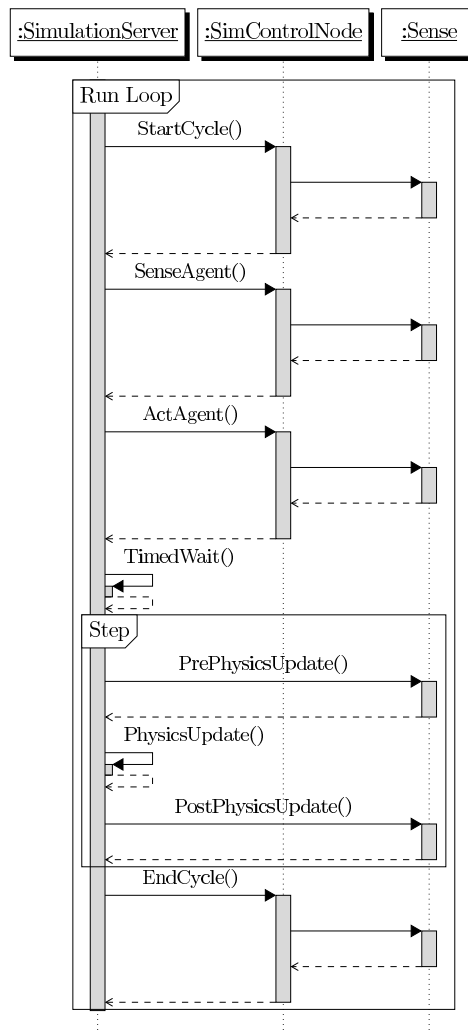 :SimulationServer :SimControlNode :Sense
Run Loop
StartCycle()
SenseAgent()
ActAgent()
TimedWait()
Step
PrePhysicsUpdate()
PhysicsUpdate()
PostPhysicsUpdate()
EndCycle()